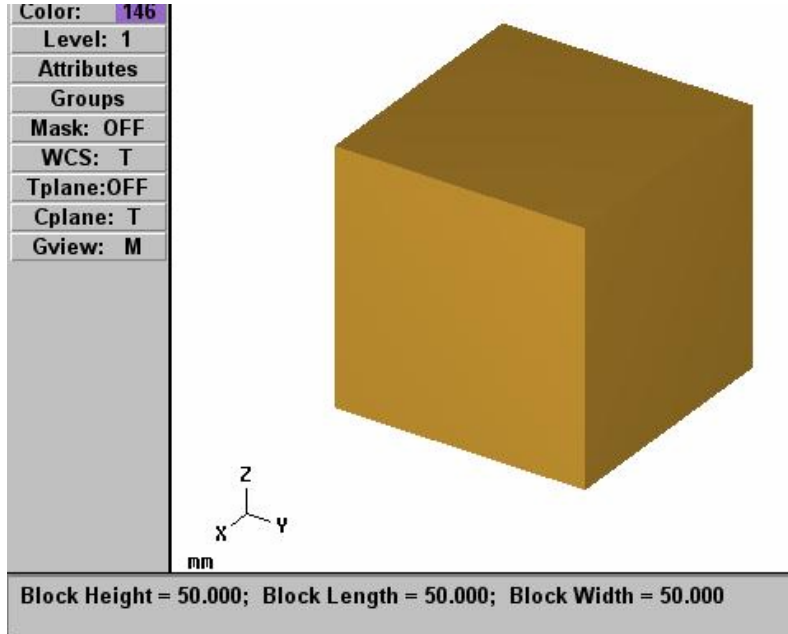 Color: 146
Level: 1
Attributes
Groups
Mask: OFF
WCS: T
Tplane:OFF
Cplane: T
Gview: M
Z
X Y
mm
Block Height = 50.000; Block Length = 50.000; Block Width = 50.000